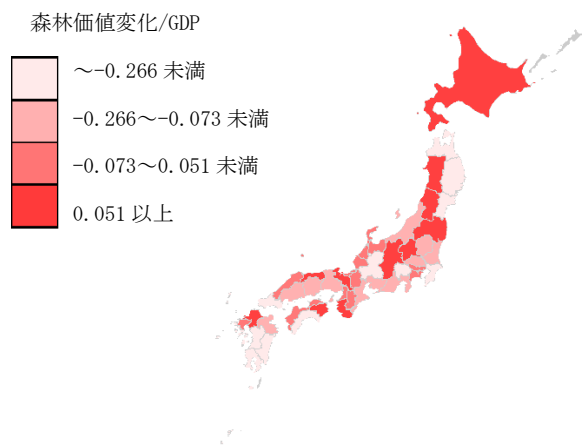 森林価値変化/GDP
～-0.266 未満
-0.266～-0.073 未満
-0.073～0.051 未満
0.051 以上